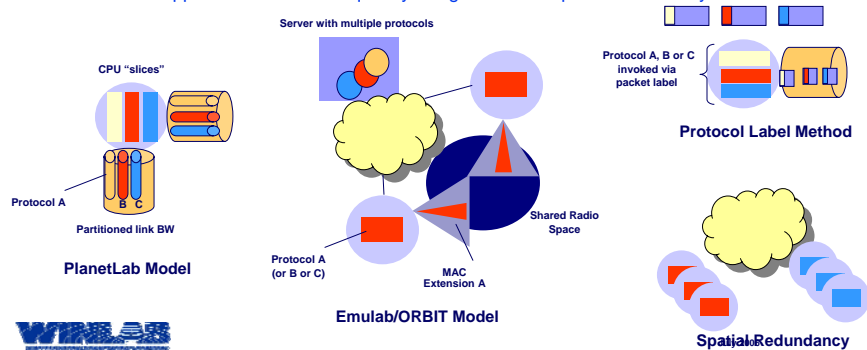 Server with multiple protocols
CPU "slices"
Protocol A
B C
Partitioned link BW
PlanetLab Model
Protocol A
(or B or C)
MAC
Extension A
Shared Radio
Space
Emulab/ORBIT Model
Protocol A, B or C
invoked via
packet label
Protocol Label Method
Spatial Redundancy
WINLAB